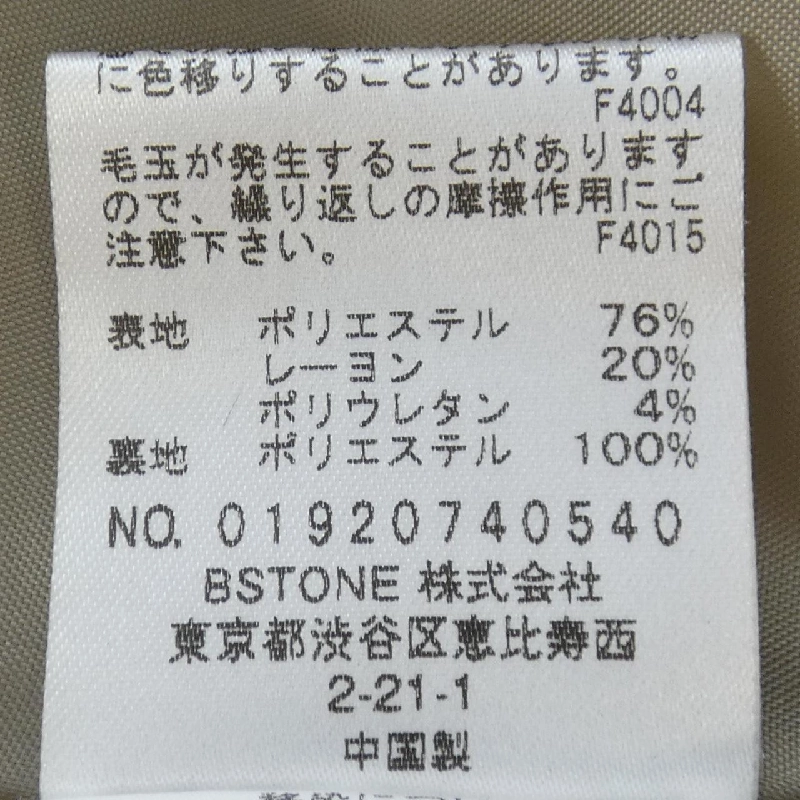 に色移りすることがあります。
F4004
毛玉が発生することがあります
ので、繰り返しの摩擦作用にご
注意下さい。 F4015
表地 ポリエステル 76%
レーヨン 20%
ポリウレタン 4%
裏地 ポリエステル 100%
NO. 01920740540
BSTONE 株式会社
東京都渋谷区恵比寿西
2-21-1
中国製